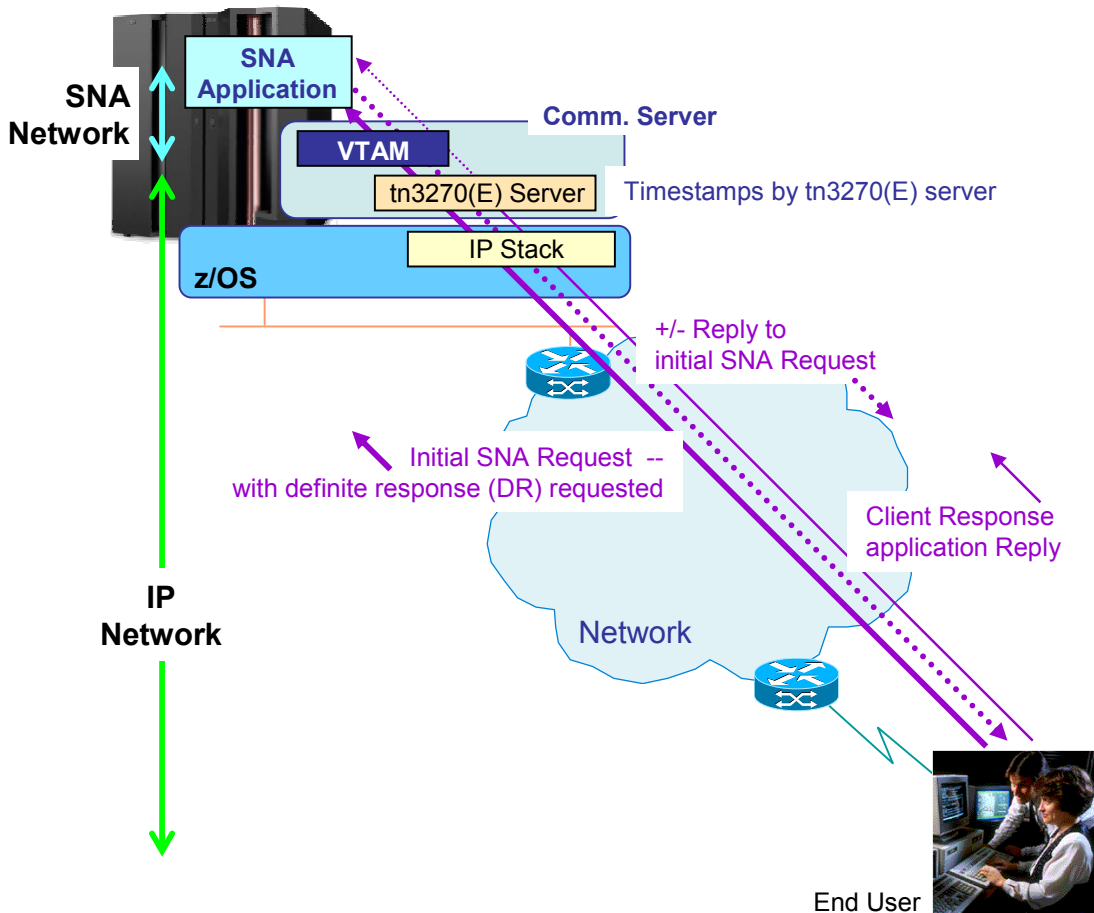 SNA
Application
SNA
Network
Comm. Server
VTAM
tn3270(E) Server
Timestamps by tn3270(E) server
IP Stack
z/OS
+/- Reply to
initial SNA Request
Initial SNA Request --
with definite response (DR) requested
Client Response
application Reply
IP
Network
Network
End User